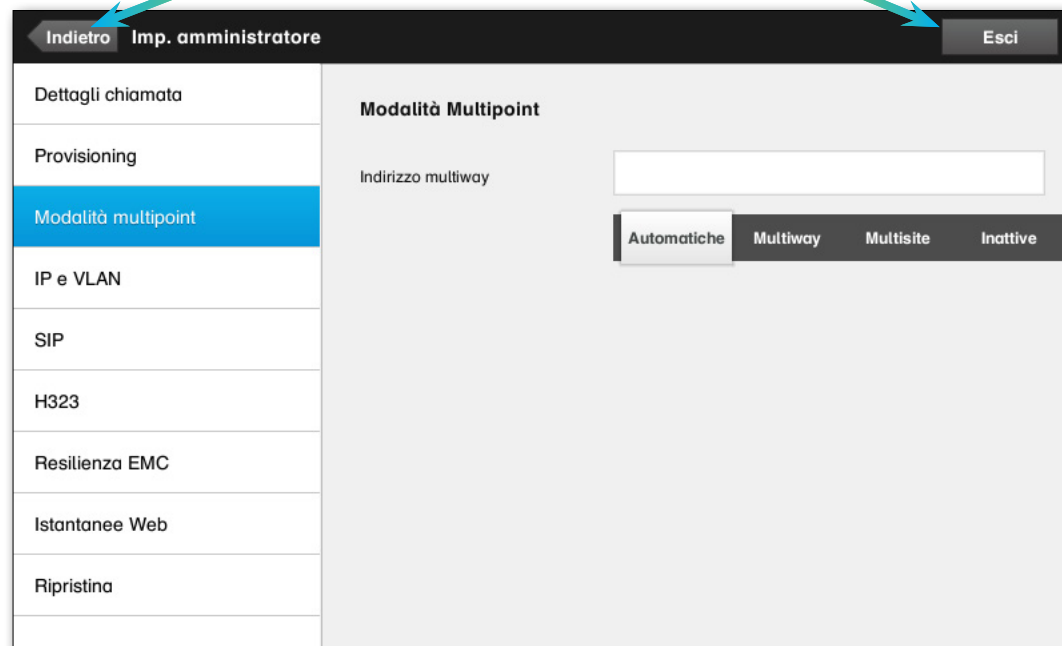 Indietro Imp. amministratore Esci
Dettagli chiamata
Provisioning
Modalità multipoint
IP e VLAN
SIP
H323
Resilienza EMC
Istantanee Web
Ripristina
Modalità Multipoint
Indirizzo multiway
Automatiche Multiway Multisite Inattive